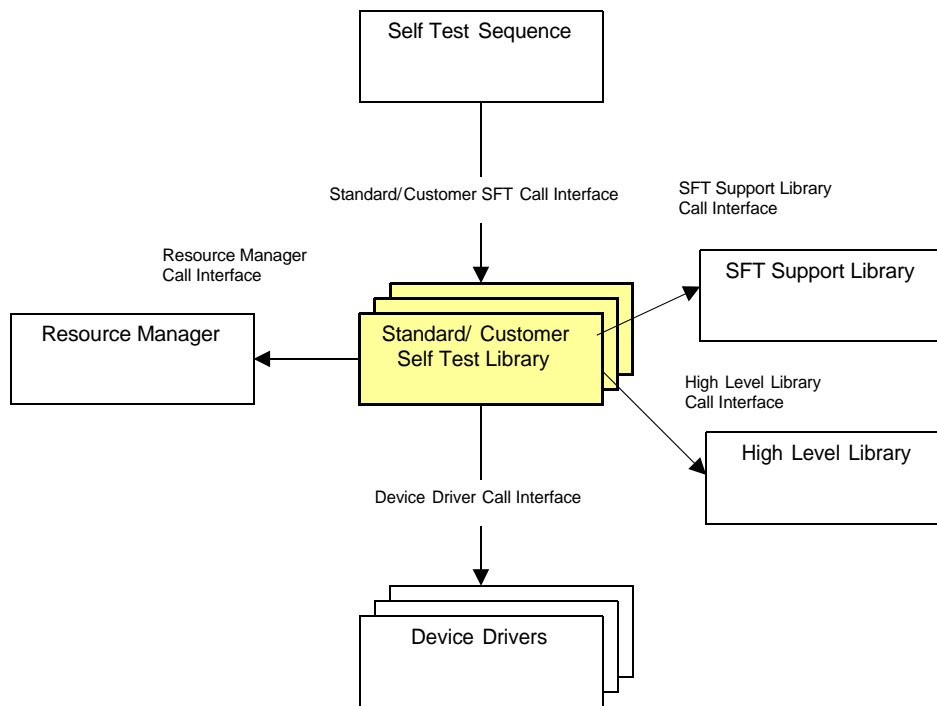 Self Test Sequence
Standard/Customer SFT Call Interface
SFT Support Library
Call Interface
Resource Manager
Call Interface
SFT Support Library
Resource Manager
Standard/ Customer
Self Test Library
High Level Library
Call Interface
High Level Library
Device Driver Call Interface
Device Drivers